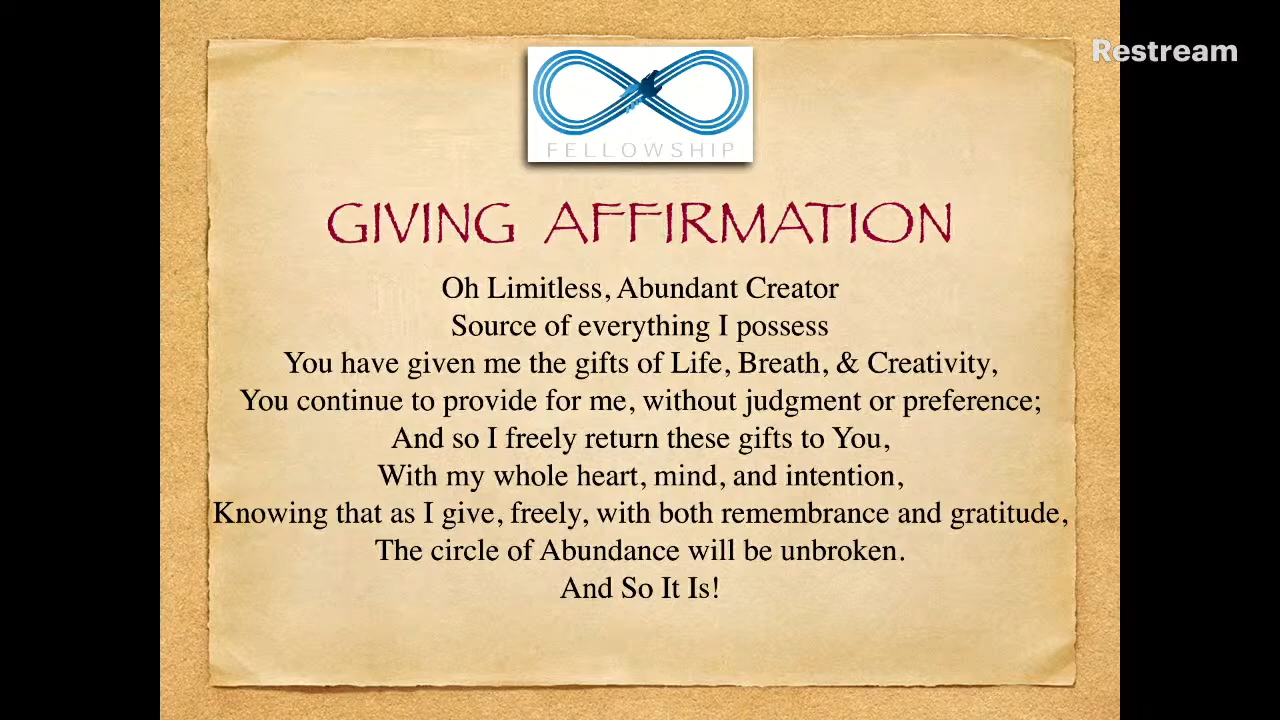 Restream
FELLOWSHIP
GIVING AFFIRMATION
Oh Limitless, Abundant Creator
Source of everything I possess
You have given me the gifts of Life, Breath, & Creativity,
You continue to provide for me, without judgment or preference;
And so I freely return these gifts to You,
With my whole heart, mind, and intention,
Knowing that as I give, freely, with both remembrance and gratitude,
The circle of Abundance will be unbroken.
And So It Is!